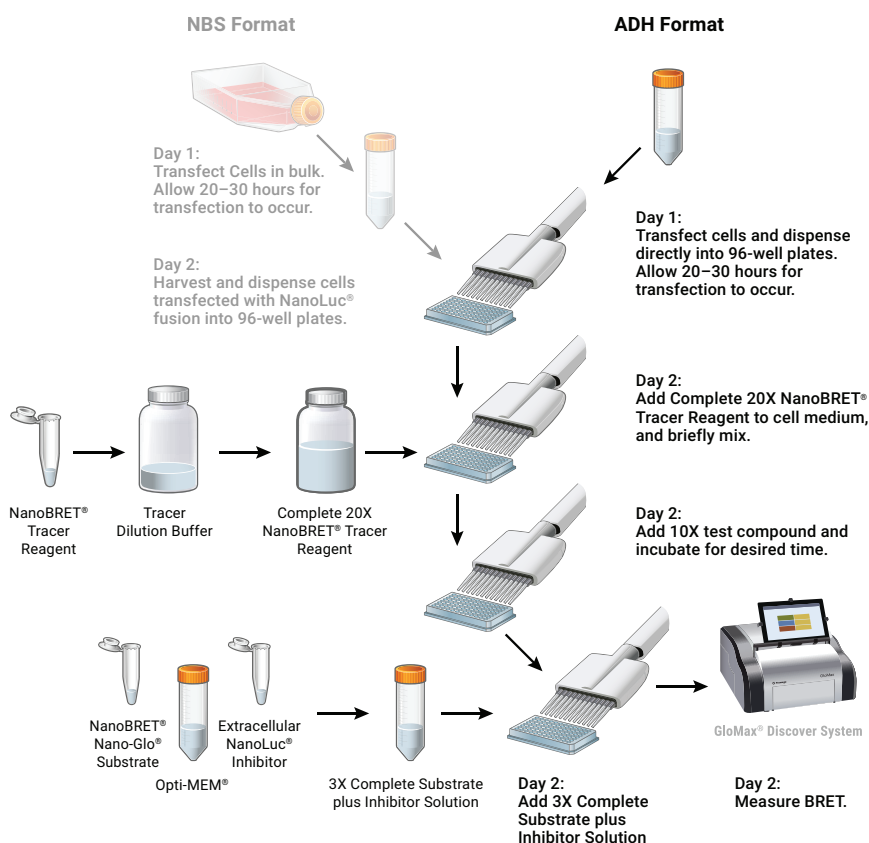 NBS Format
ADH Format
Day 1:
Transfect Cells in bulk.
Allow 20–30 hours for
transfection to occur.
Day 1:
Transfect cells and dispense
directly into 96-well plates.
Allow 20–30 hours for
transfection to occur.
Day 2:
Harvest and dispense cells
transfected with NanoLuc®
fusion into 96-well plates.
Day 2:
Add Complete 20X NanoBRET®
Tracer Reagent to cell medium,
and briefly mix.
NanoBRET®
Tracer
Reagent
Tracer
Dilution Buffer
Complete 20X
NanoBRET® Tracer
Reagent
Day 2:
Add 10X test compound and
incubate for desired time.
NanoBRET®
Nano-Glo®
Substrate
Extracellular
NanoLuc®
Inhibitor
Opti-MEM®
3X Complete Substrate
plus Inhibitor Solution
Day 2:
Add 3X Complete
Substrate plus
Inhibitor Solution
GloMax® Discover System
Day 2:
Measure BRET.